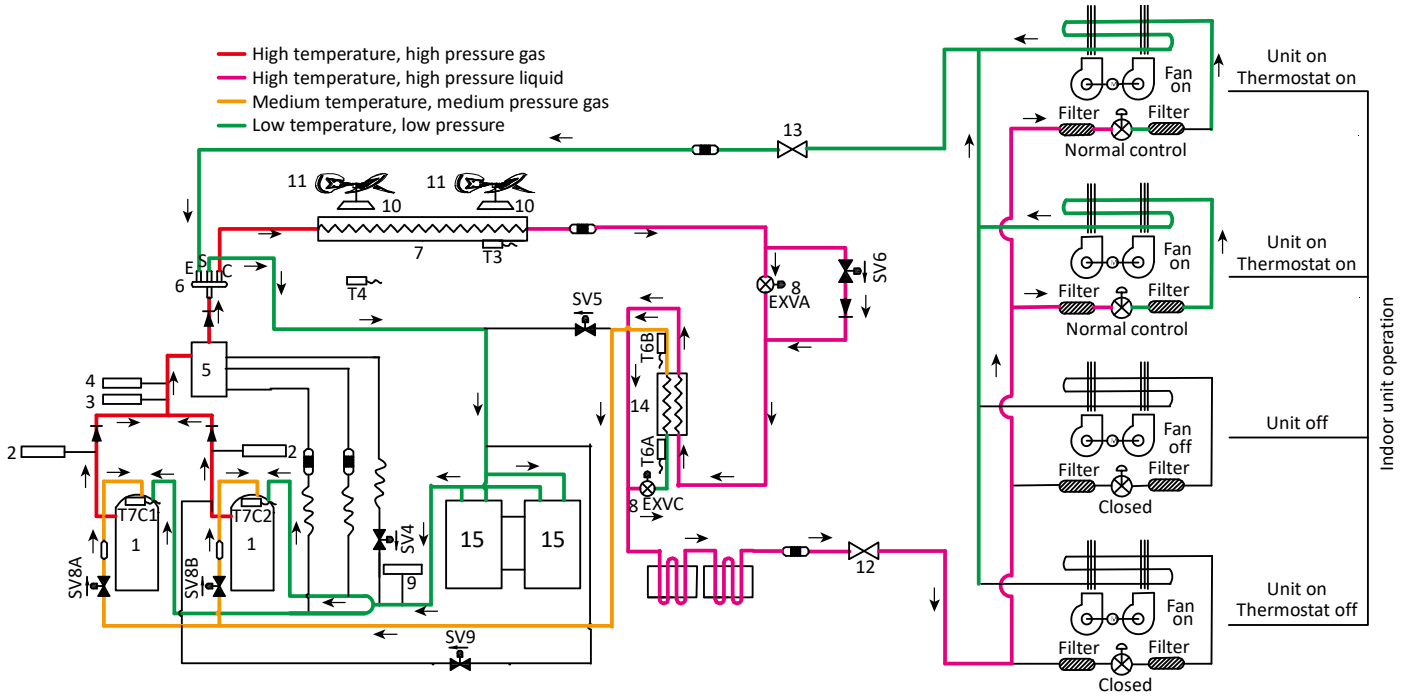 High temperature, high pressure gas
High temperature, high pressure liquid
Medium temperature, medium pressure gas
Low temperature, low pressure
13
11
10
11
10
7
T3
T4
E
S
C
6
5
4
3
2
2
T7C1
T7C2
1
1
SV8A
SV8B
SV4
9
SV9
SV5
T6B
14
T6A
8
EXVC
8
EXVA
SV6
15
15
12
Fan
on
Filter
Filter
Normal control
Unit on
Thermostat on
Fan
on
Filter
Filter
Normal control
Unit on
Thermostat on
Fan
off
Filter
Filter
Closed
Unit off
Fan
on
Filter
Filter
Closed
Unit on
Thermostat off
Indoor unit operation